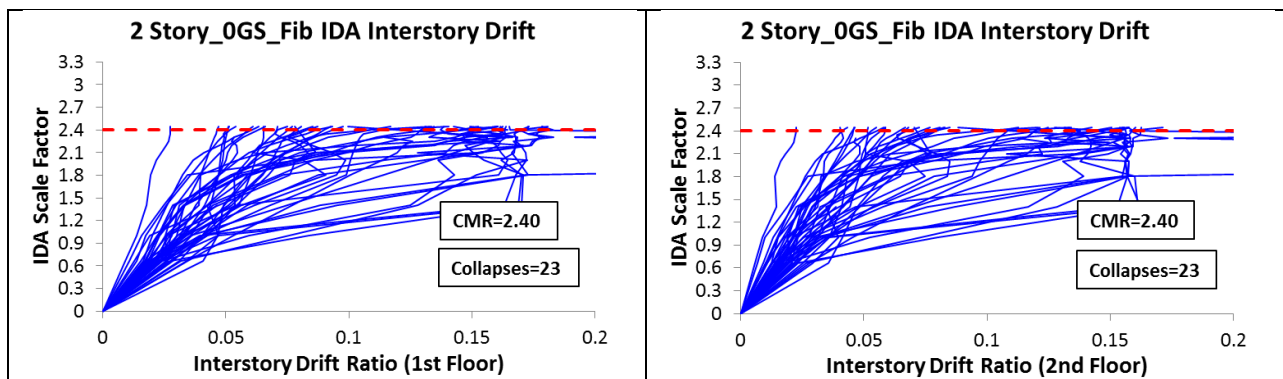 2 Story_0GS_Fib IDA Interstory Drift
IDA Scale Factor
3.3
3
2.7
2.4
2.1
1.8
1.5
1.2
0.9
0.6
0.3
0
CMR=2.40
Collapses=23
0 0.05 0.1 0.15 0.2
Interstory Drift Ratio (1st Floor)
2 Story_0GS_Fib IDA Interstory Drift
IDA Scale Factor
3.3
3
2.7
2.4
2.1
1.8
1.5
1.2
0.9
0.6
0.3
0
CMR=2.40
Collapses=23
0 0.05 0.1 0.15 0.2
Interstory Drift Ratio (2nd Floor)